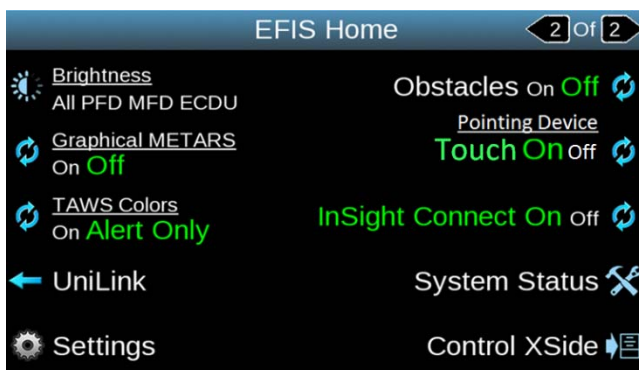 EFIS Home
2 Of 2
Brightness
All PFD MFD ECDU
Obstacles On Off
Graphical METARS
On Off
Pointing Device
Touch On Off
TAWS Colors
On Alert Only
InSight Connect On Off
UniLink
System Status
Settings
Control XSide